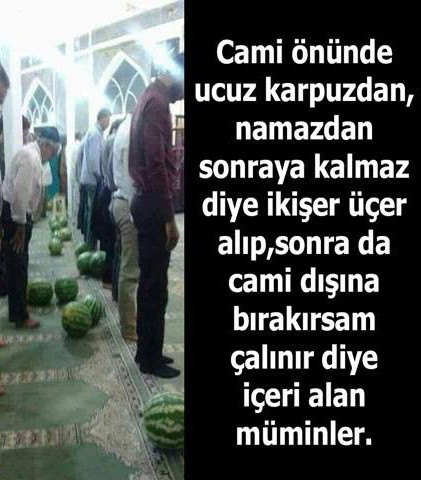 Cami önünde
ucuz karpuzdan,
namazdan
sonraya kalmaz
diye ikişer üçer
alıp,sonra da
cami dışına
bırakırsam
çalınır diye
içeri alan
müminler.